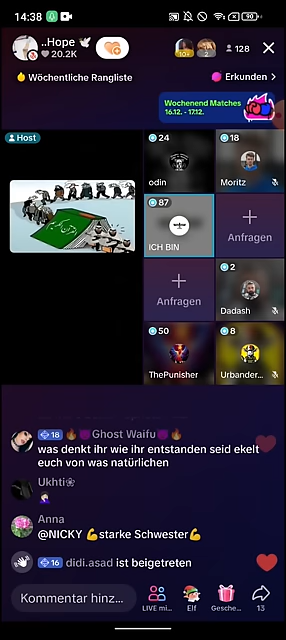 14:38
90
..Hope 🕊
❤ 20.2K
10+
2
128
Wöchentliche Rangliste
Erkunden >
Wochenend Matches
16.12. - 17.12.
Host
24
odin
18
Moritz
87
ICH BIN
+
Anfragen
+
Anfragen
2
Dadash
50
ThePunisher
8
Urbander...
18 🔥😈Ghost Waifu😈🔥
was denkt ihr wie ihr entstanden seid ekelt
euch von was natürlichen
Ukhti❀
🤦🏻‍♀️
Anna
@NICKY 💪starke Schwester💪
16 didi.asad ist beigetreten
Kommentar hinz...
LIVE mi...
Elf
Gesche...
13